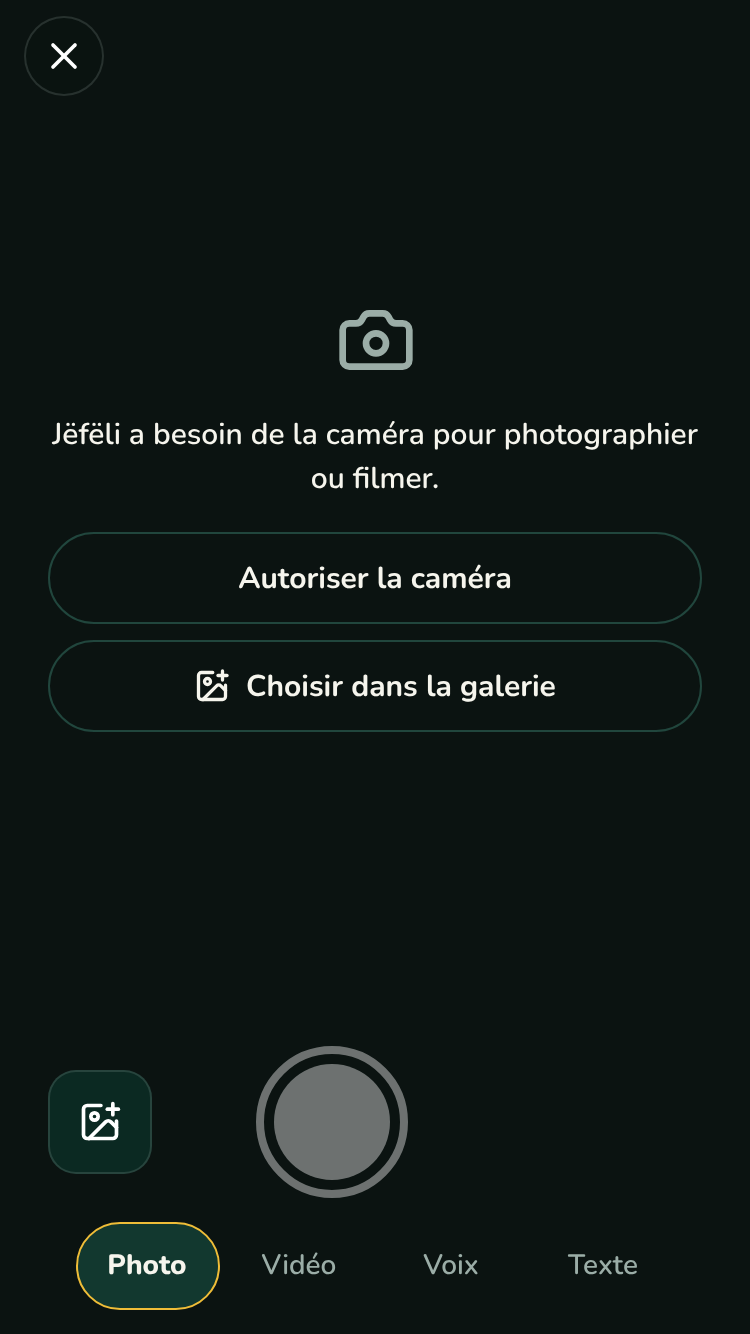 Jëfëli a besoin de la caméra pour photographier
ou filmer.
Autoriser la caméra
Choisir dans la galerie
Photo
Vidéo
Voix
Texte